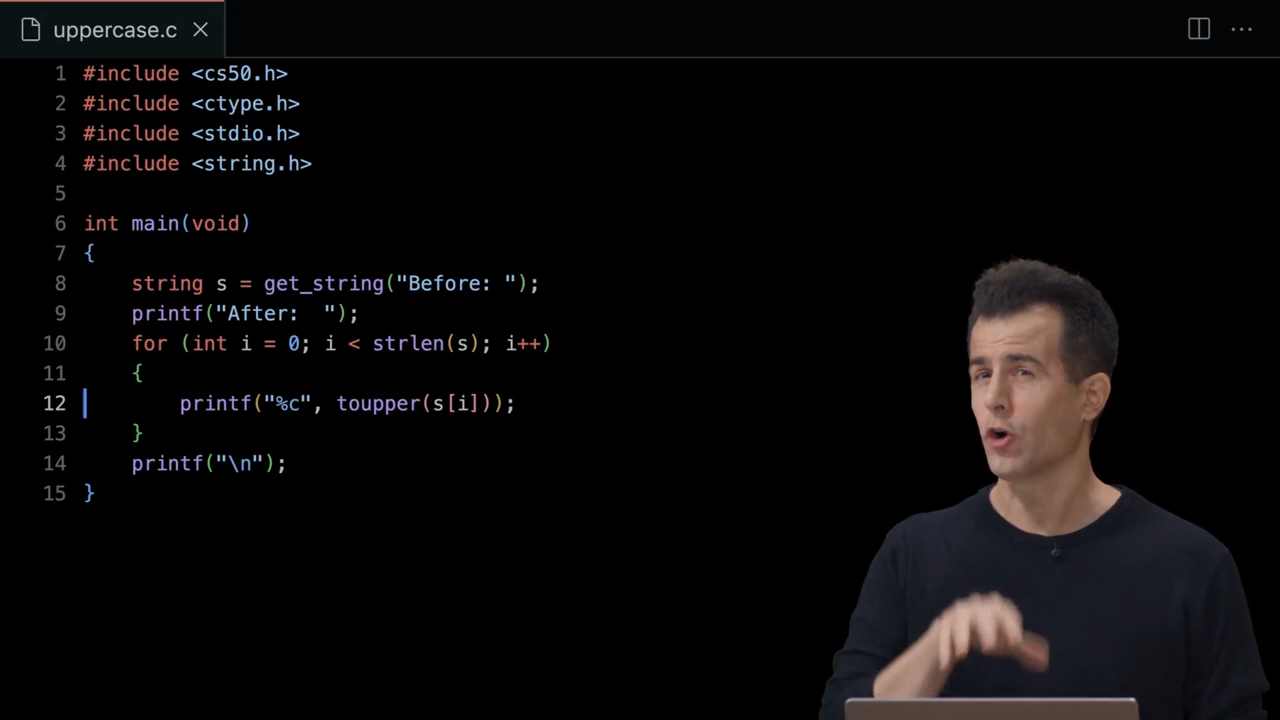 uppercase.c
1 #include <cs50.h>
2 #include <ctype.h>
3 #include <stdio.h>
4 #include <string.h>
5
6 int main(void)
7 {
8     string s = get_string("Before: ");
9     printf("After:  ");
10     for (int i = 0; i < strlen(s); i++)
11     {
12         printf("%c", toupper(s[i]));
13     }
14     printf("\n");
15 }